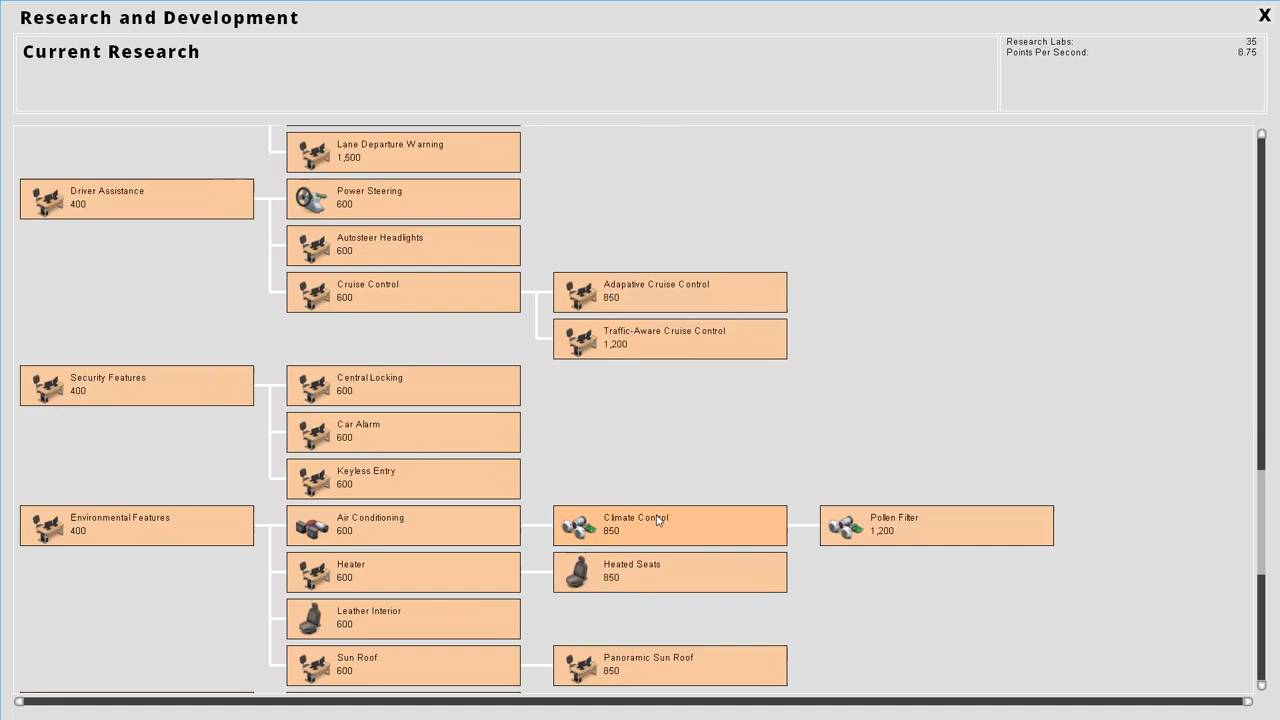 Research and Development
X
Current Research
Research Labs: 35
Points Per Second: 8.75
Lane Departure Warning
1,500
Driver Assistance
400
Power Steering
600
Autosteer Headlights
600
Cruise Control
600
Adapative Cruise Control
850
Traffic-Aware Cruise Control
1,200
Security Features
400
Central Locking
600
Car Alarm
600
Keyless Entry
600
Environmental Features
400
Air Conditioning
600
Climate Control
850
Pollen Filter
1,200
Heater
600
Heated Seats
850
Leather Interior
600
Sun Roof
600
Panoramic Sun Roof
850